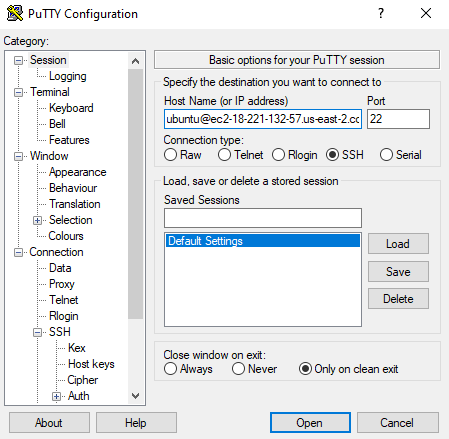 PuTTY Configuration
?
Category:
Session
Logging
Terminal
Keyboard
Bell
Features
Window
Appearance
Behaviour
Translation
Selection
Colours
Connection
Data
Proxy
Telnet
Rlogin
SSH
Kex
Host keys
Cipher
Auth
Basic options for your PuTTY session
Specify the destination you want to connect to
Host Name (or IP address) Port
ubuntu@ec2-18-221-132-57.us-east-2.cc 22
Connection type:
Raw Telnet Rlogin SSH Serial
Load, save or delete a stored session
Saved Sessions
Default Settings
Load
Save
Delete
Close window on exit:
Always Never Only on clean exit
About Help Open Cancel